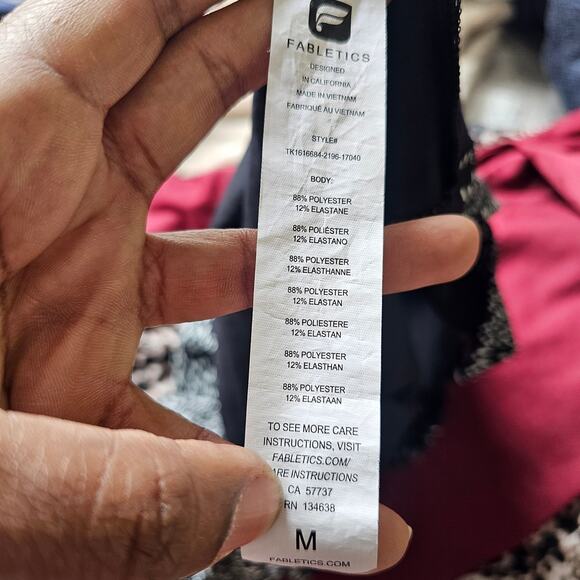 FABLETICS
DESIGNED
IN CALIFORNIA
MADE IN VIETNAM
FABRIQUÉ AU VIETNAM
STYLE#
TK1616684-2196-17040
BODY:
88% POLYESTER
12% ELASTANE
88% POLIÉSTER
12% ELASTANO
88% POLYESTER
12% ELASTHANNE
88% POLYESTER
12% ELASTAN
88% POLIESTERE
12% ELASTAN
88% POLYESTER
12% ELASTHAN
88% POLYESTER
12% ELASTAAN
TO SEE MORE CARE
INSTRUCTIONS, VISIT
FABLETICS.COM/
ARE INSTRUCTIONS
CA 57737
RN 134638
M
FABLETICS.COM